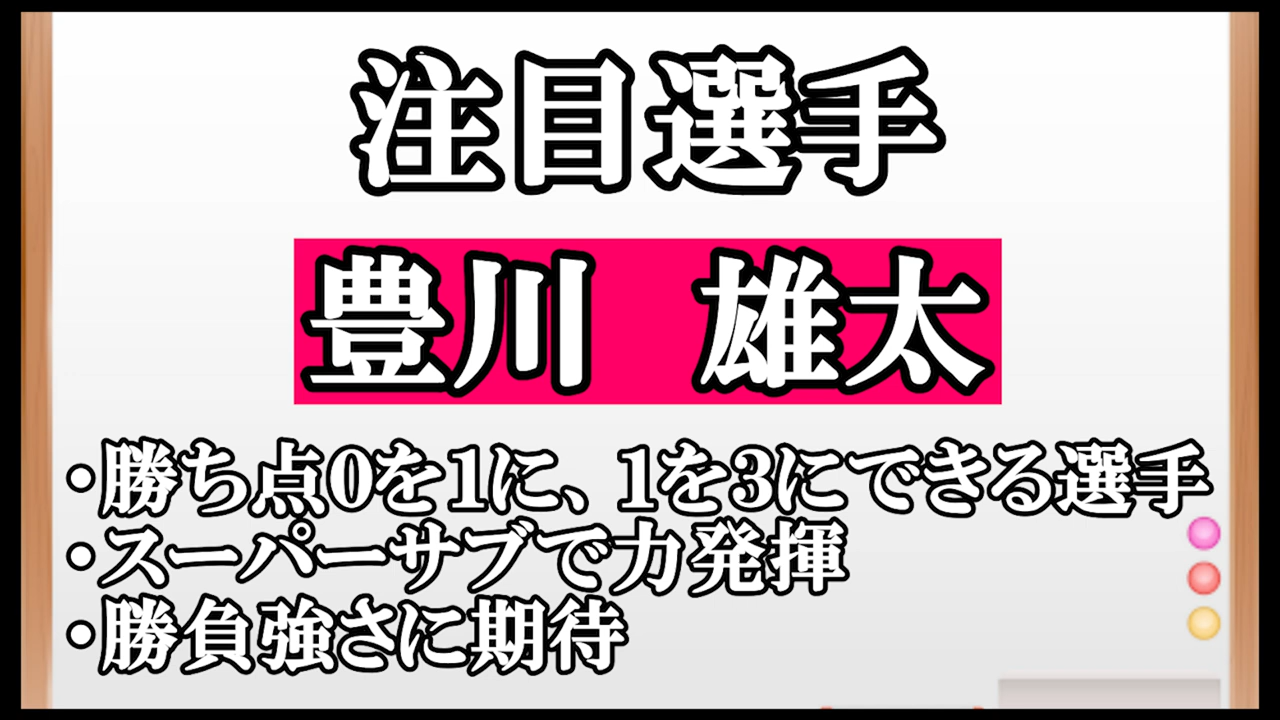 注目選手
豊川 雄太
・勝ち点0を1に、1を3にできる選手
・スーパーサブで力発揮
・勝負強さに期待